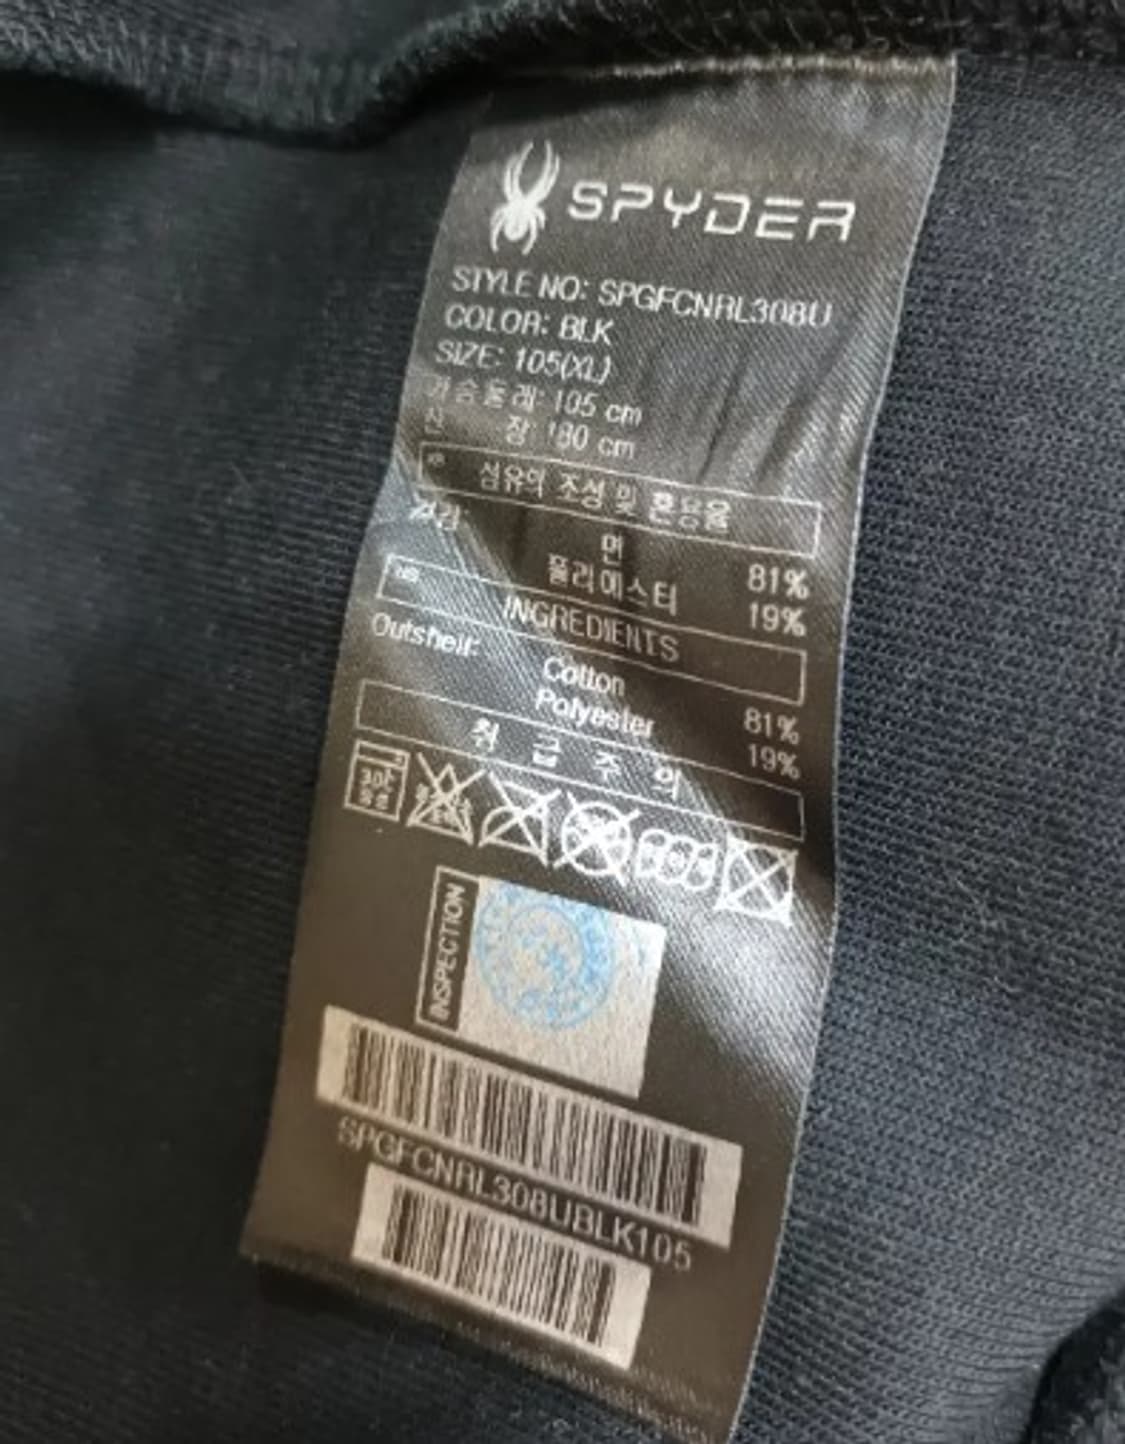 SPYDER
STYLE NO: SPGFCNRL308U
COLOR: BLK
SIZE: 105(XL)
가슴둘레: 105 cm
신 장: 180 cm
섬유의 조성 및 혼용율
겉감:
면 81%
폴리에스터 19%
INGREDIENTS
Outshell:
Cotton 81%
Polyester 19%
취 급 주 의
INSPECTION
SPGFCNRL308UBLK105